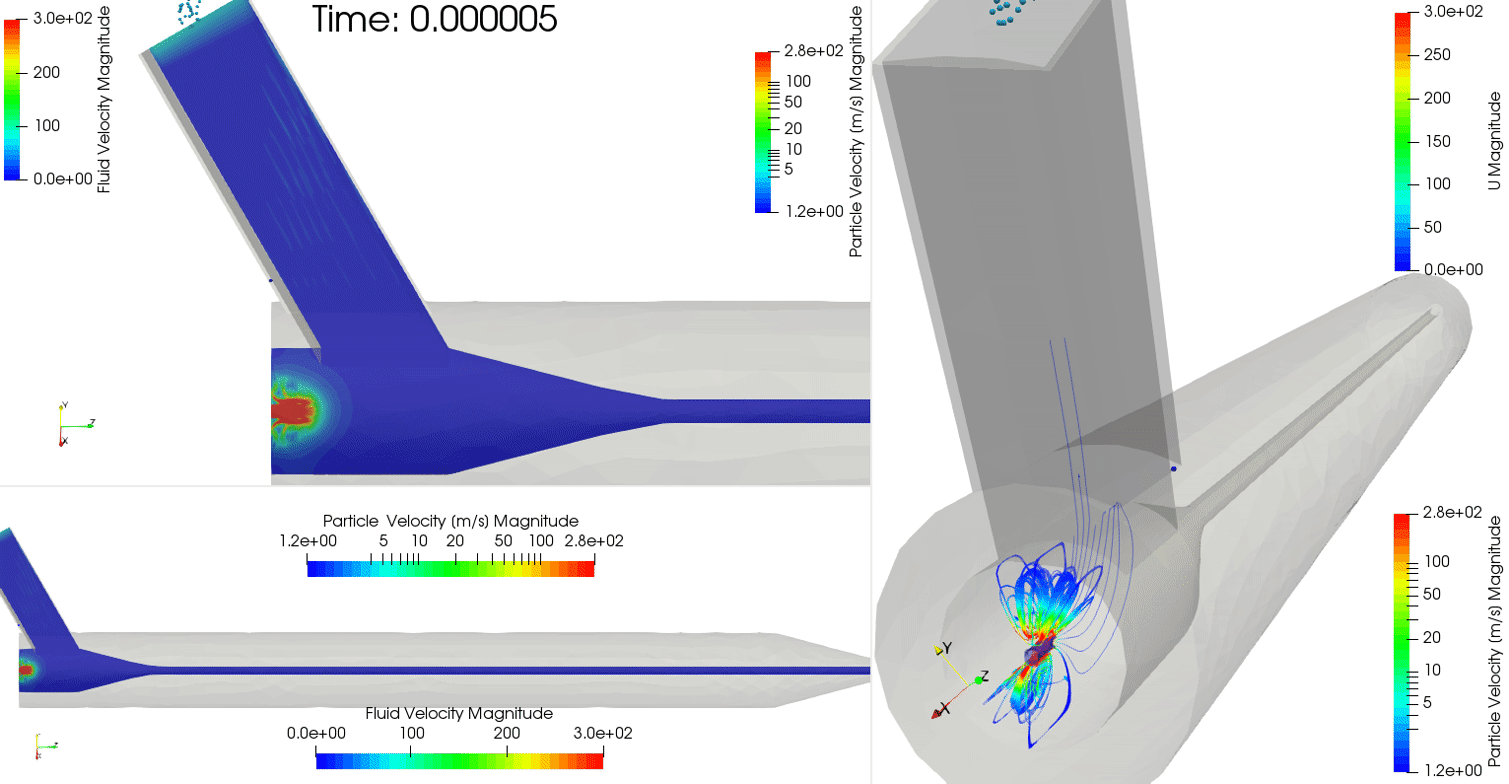 Time: 0.000005
3.0e+02
200
100
0.0e+00
Fluid Velocity Magnitude
2.8e+02
100
50
20
10
5
1.2e+00
Particle Velocity (m/s) Magnitude
Y
Z
X
3.0e+02
250
200
150
100
50
0.0e+00
U Magnitude
Particle Velocity (m/s) Magnitude
1.2e+00 5 10 20 50 100 2.8e+02
Fluid Velocity Magnitude
0.0e+00 100 200 3.0e+02
Y
Z
X
2.8e+02
100
50
20
10
5
1.2e+00
Particle Velocity (m/s) Magnitude